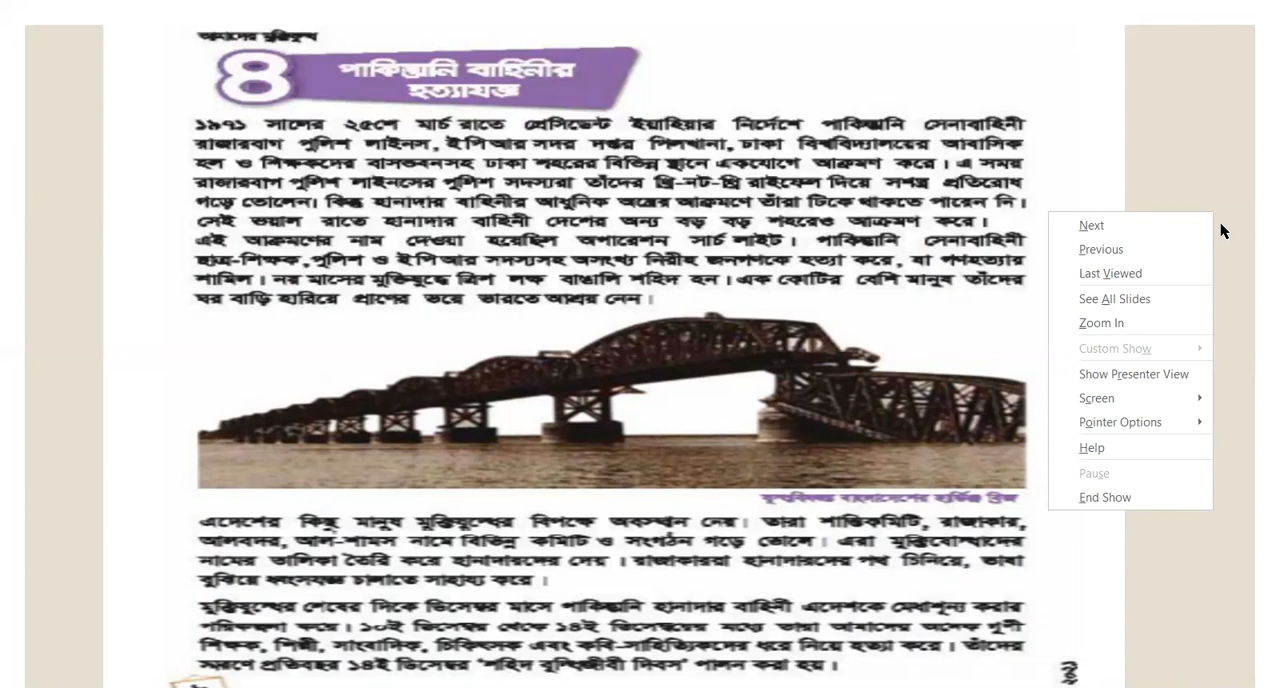 আমাদের মুক্তিযুদ্ধ
8 পাকিস্তানি বাহিনীর
হত্যাযজ্ঞ
১৯৭১ সালের ২৫শে মার্চ রাতে প্রেসিডেন্ট ইয়াহিয়ার নির্দেশে পাকিস্তানি সেনাবাহিনী
রাজারবাগ পুলিশ লাইনস, ইপিআর সদর দপ্তর পিলখানা, ঢাকা বিশ্ববিদ্যালয়ের আবাসিক
হল ও শিক্ষকদের বাসভবনসহ ঢাকা শহরের বিভিন্ন স্থানে একযোগে আক্রমণ করে। এ সময়
রাজারবাগ পুলিশ লাইনসের পুলিশ সদস্যরা তাঁদের থ্রি-নট-থ্রি রাইফেল দিয়ে সশস্ত্র প্রতিরোধ
গড়ে তোলেন। কিন্তু হানাদার বাহিনীর আধুনিক অস্ত্রের আক্রমণে তাঁরা টিকে থাকতে পারেন নি।
সেই ভয়াল রাতে হানাদার বাহিনী দেশের অন্য বড় বড় শহরেও আক্রমণ করে।
এই আক্রমণের নাম দেওয়া হয়েছিল অপারেশন সার্চ লাইট। পাকিস্তানি সেনাবাহিনী
ছাত্র-শিক্ষক, পুলিশ ও ইপিআর সদস্যসহ অসংখ্য নিরীহ জনগণকে হত্যা করে, যা গণহত্যার
শামিল। নয় মাসের মুক্তিযুদ্ধে ত্রিশ লক্ষ বাঙালি শহিদ হন। এক কোটির বেশি মানুষ তাঁদের
ঘর বাড়ি হারিয়ে প্রাণের ভয়ে ভারতে আশ্রয় নেন।
যুদ্ধবিধ্বস্ত বাংলাদেশের হার্ডিঞ্জ ব্রিজ
এদেশের কিছু মানুষ মুক্তিযুদ্ধের বিপক্ষে অবস্থান নেয়। তারা শান্তিকমিটি, রাজাকার,
আলবদর, আল-শামস নামে বিভিন্ন কমিটি ও সংগঠন গড়ে তোলে। এরা মুক্তিযোদ্ধাদের
নামের তালিকা তৈরি করে হানাদারদের দেয়। রাজাকাররা হানাদারদের পথ চিনিয়ে, ভাষা
বুঝিয়ে ধ্বংসযজ্ঞ চালাতে সাহায্য করে।
মুক্তিযুদ্ধের শেষের দিকে ডিসেম্বর মাসে পাকিস্তানি হানাদার বাহিনী এদেশকে মেধাশূন্য করার
পরিকল্পনা করে। ১০ই ডিসেম্বর থেকে ১৪ই ডিসেম্বরের মধ্যে তারা আমাদের অনেক গুণী
শিক্ষক, শিল্পী, সাংবাদিক, চিকিৎসক এবং কবি-সাহিত্যিকদের ধরে নিয়ে হত্যা করে। তাঁদের
স্মরণে প্রতিবছর ১৪ই ডিসেম্বর 'শহিদ বুদ্ধিজীবী দিবস' পালন করা হয়।
Next
Previous
Last Viewed
See All Slides
Zoom In
Custom Show
Show Presenter View
Screen
Pointer Options
Help
Pause
End Show